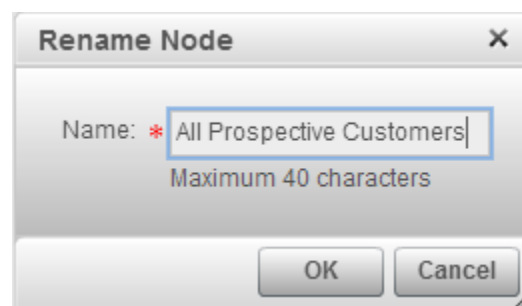 Rename Node ×
Name: * All Prospective Customers
Maximum 40 characters
OK Cancel